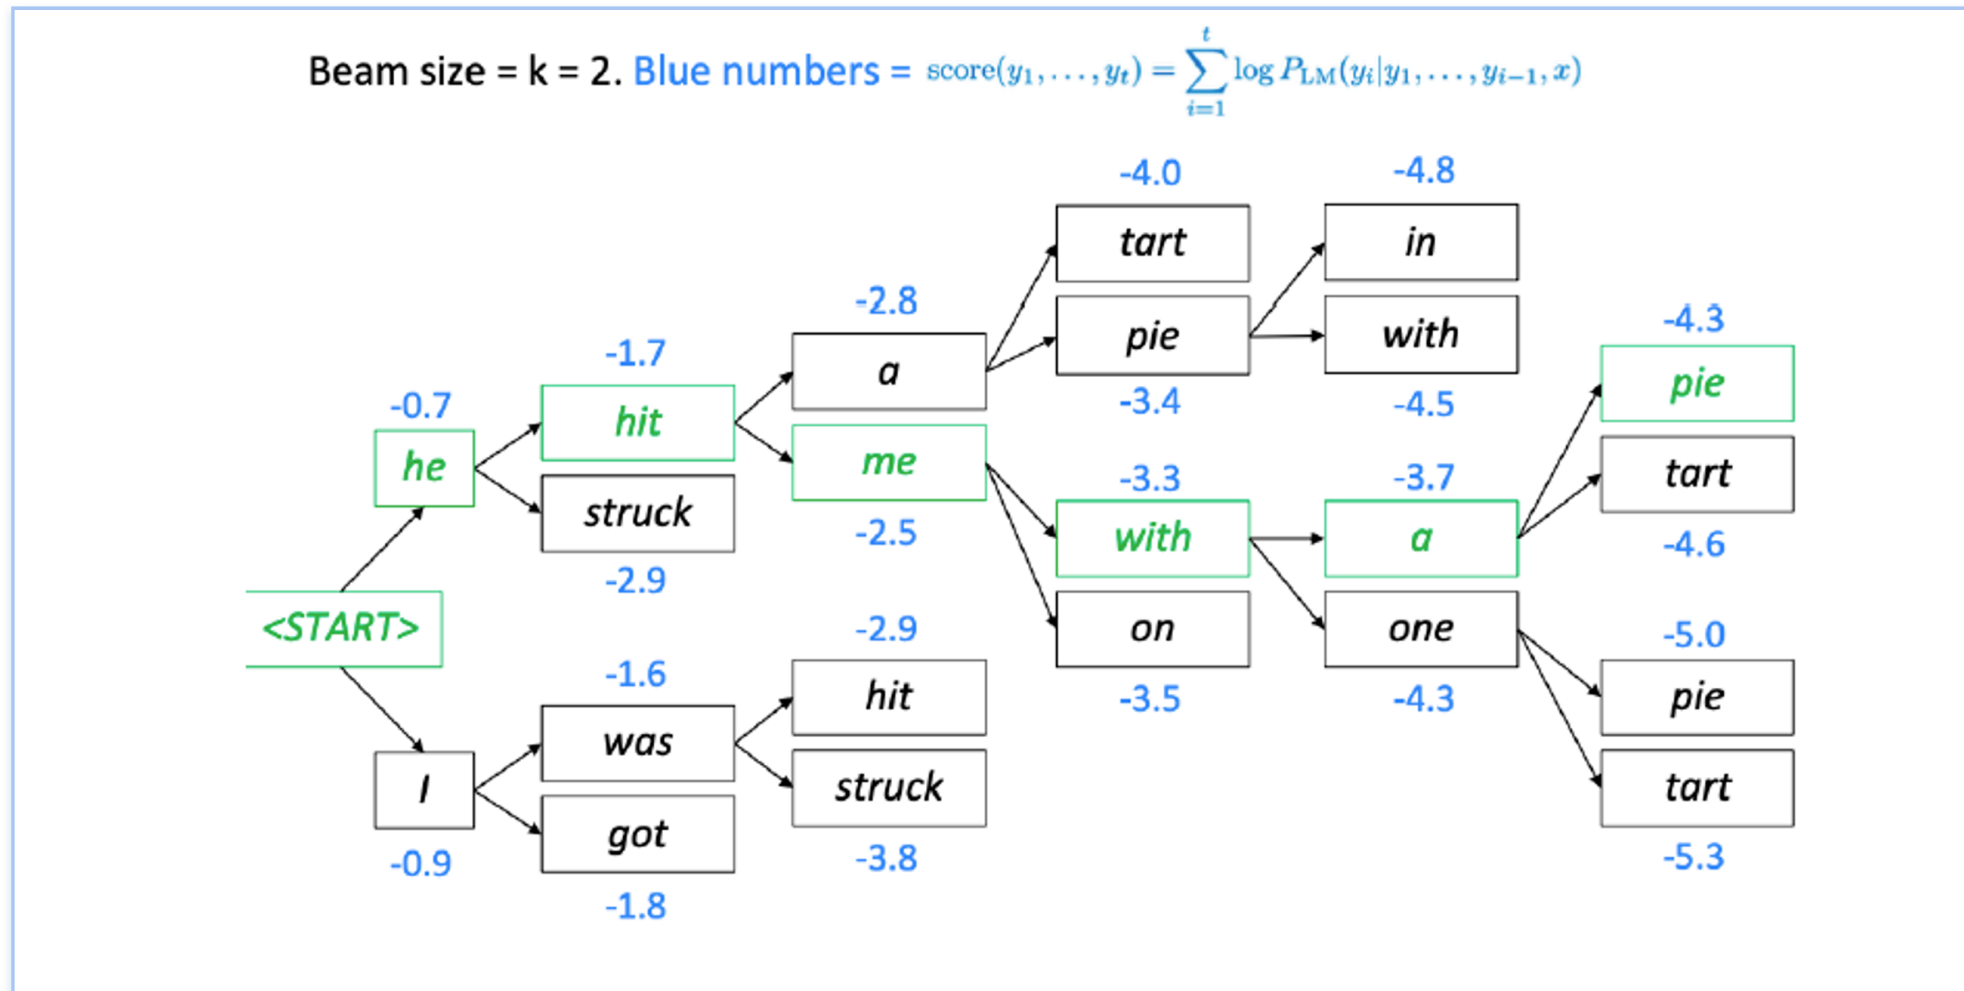 Beam size = k = 2. Blue numbers = score(y₁, . . . , yₜ) = ∑ᵗᵢ₌₁ log P_LM(yᵢ|y₁, . . . , yᵢ₋₁, x)
-4.0
-4.8
tart
in
-2.8
pie
with
-4.3
-1.7
a
-3.4
-4.5
pie
-0.7
hit
me
-3.3
-3.7
tart
he
struck
-2.5
with
a
-4.6
-2.9
<START>
-2.9
on
one
-5.0
-1.6
hit
-3.5
-4.3
pie
was
struck
tart
I
got
-3.8
-5.3
-0.9
-1.8